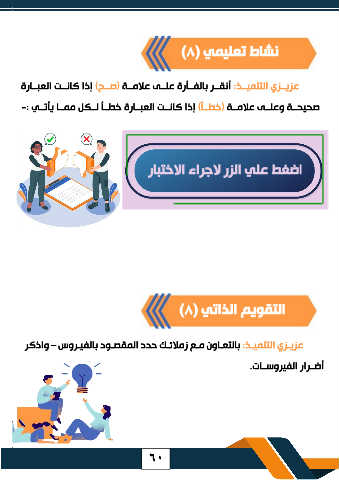 نشاط تعليمي (٨)
عزيزي التلميذ: أنقر بالفأرة على علامة (صح) إذا كانت العبارة
صحيحة وعلى علامة (خطأ) إذا كانت العبارة خطأ لكل مما يأتي :-
اضغط علي الزر لاجراء الاختبار
التقويم الذاتي (٨)
عزيزي التلميذ: بالتعاون مع زملائك حدد المقصود بالفيروس – واذكر
أضرار الفيروسات.
٦٠